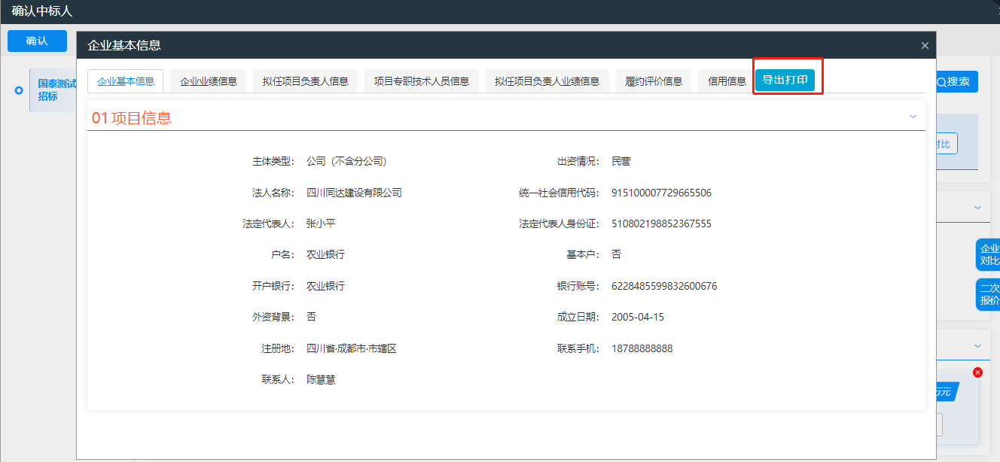 确认中标人
确认
国泰测试
招标
企业基本信息
企业基本信息 企业业绩信息 拟任项目负责人信息 项目专职技术人员信息 拟任项目负责人业绩信息 履约评价信息 信用信息 导出打印
搜索
01 项目信息
对比
主体类型： 公司（不含分公司） 出资情况： 民营
法人名称： 四川同达建设有限公司 统一社会信用代码： 915100007729665506
法定代表人： 张小平 法定代表人身份证： 510802198852367555
户名： 农业银行 基本户： 否
开户银行： 农业银行 银行账号： 6228485599832600676
外资背景： 否 成立日期： 2005-04-15
注册地： 四川省·成都市·市辖区 联系手机： 18788888888
联系人： 陈慧慧
企业
对比
二次
报价
万元